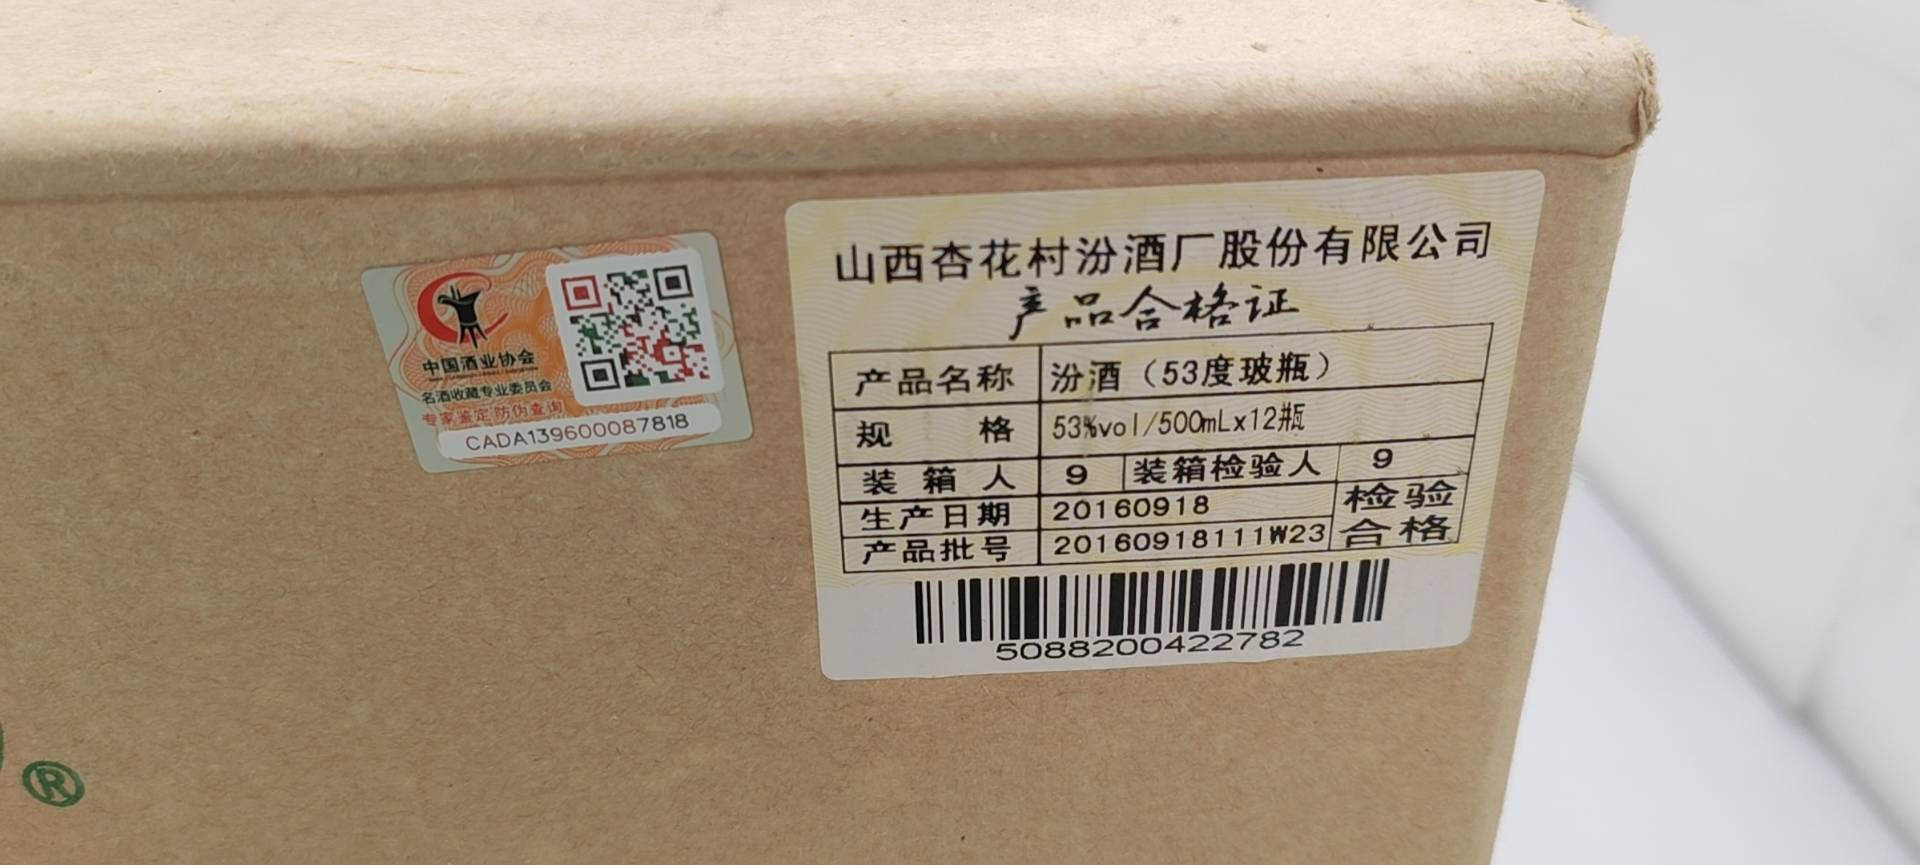 中国酒业协会
名酒收藏专业委员会
专家鉴定 防伪查询
CADA139600087818
山西杏花村汾酒厂股份有限公司
产品合格证
产品名称 汾酒（53度玻瓶）
规 格 53%vol/500mLx12瓶
装箱人 9 装箱检验人 9
生产日期 20160918
产品批号 20160918111W23
检验
合格
5088200422782
®